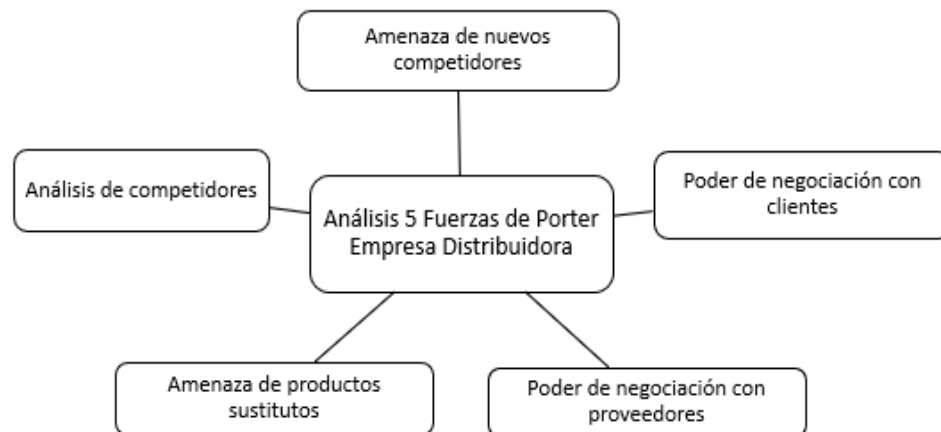 Amenaza de nuevos
competidores
Análisis de competidores
Poder de negociación con
clientes
Análisis 5 Fuerzas de Porter
Empresa Distribuidora
Amenaza de productos
sustitutos
Poder de negociación con
proveedores